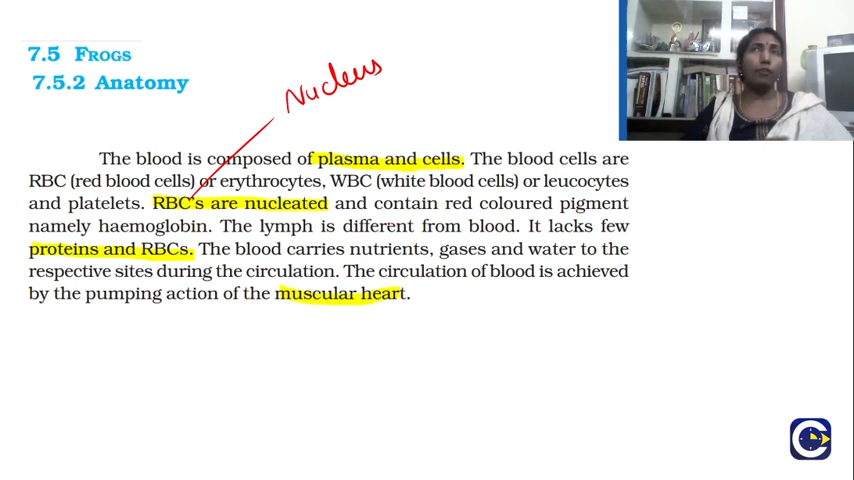 7.5 FROGS
7.5.2 Anatomy
Nucleus
The blood is composed of plasma and cells. The blood cells are
RBC (red blood cells) or erythrocytes, WBC (white blood cells) or leucocytes
and platelets. RBC's are nucleated and contain red coloured pigment
namely haemoglobin. The lymph is different from blood. It lacks few
proteins and RBCs. The blood carries nutrients, gases and water to the
respective sites during the circulation. The circulation of blood is achieved
by the pumping action of the muscular heart.